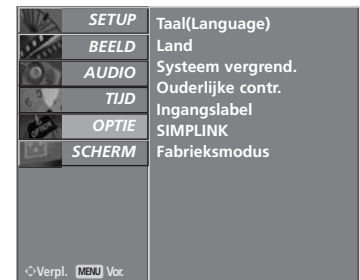 SETUP
BEELD
AUDIO
TIJD
OPTIE
SCHERM
Taal(Language)
Land
Systeem vergrend.
Ouderlijke contr.
Ingangslabel
SIMPLINK
Fabrieksmodus
Verpl. MENU Vor.